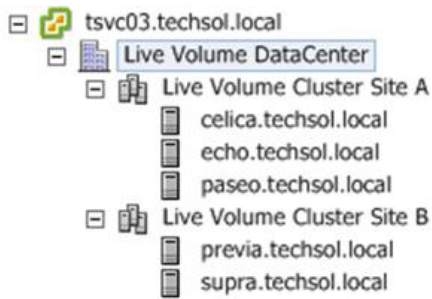 tsvc03.techsol.local
Live Volume DataCenter
Live Volume Cluster Site A
celica.techsol.local
echo.techsol.local
paseo.techsol.local
Live Volume Cluster Site B
previa.techsol.local
supra.techsol.local